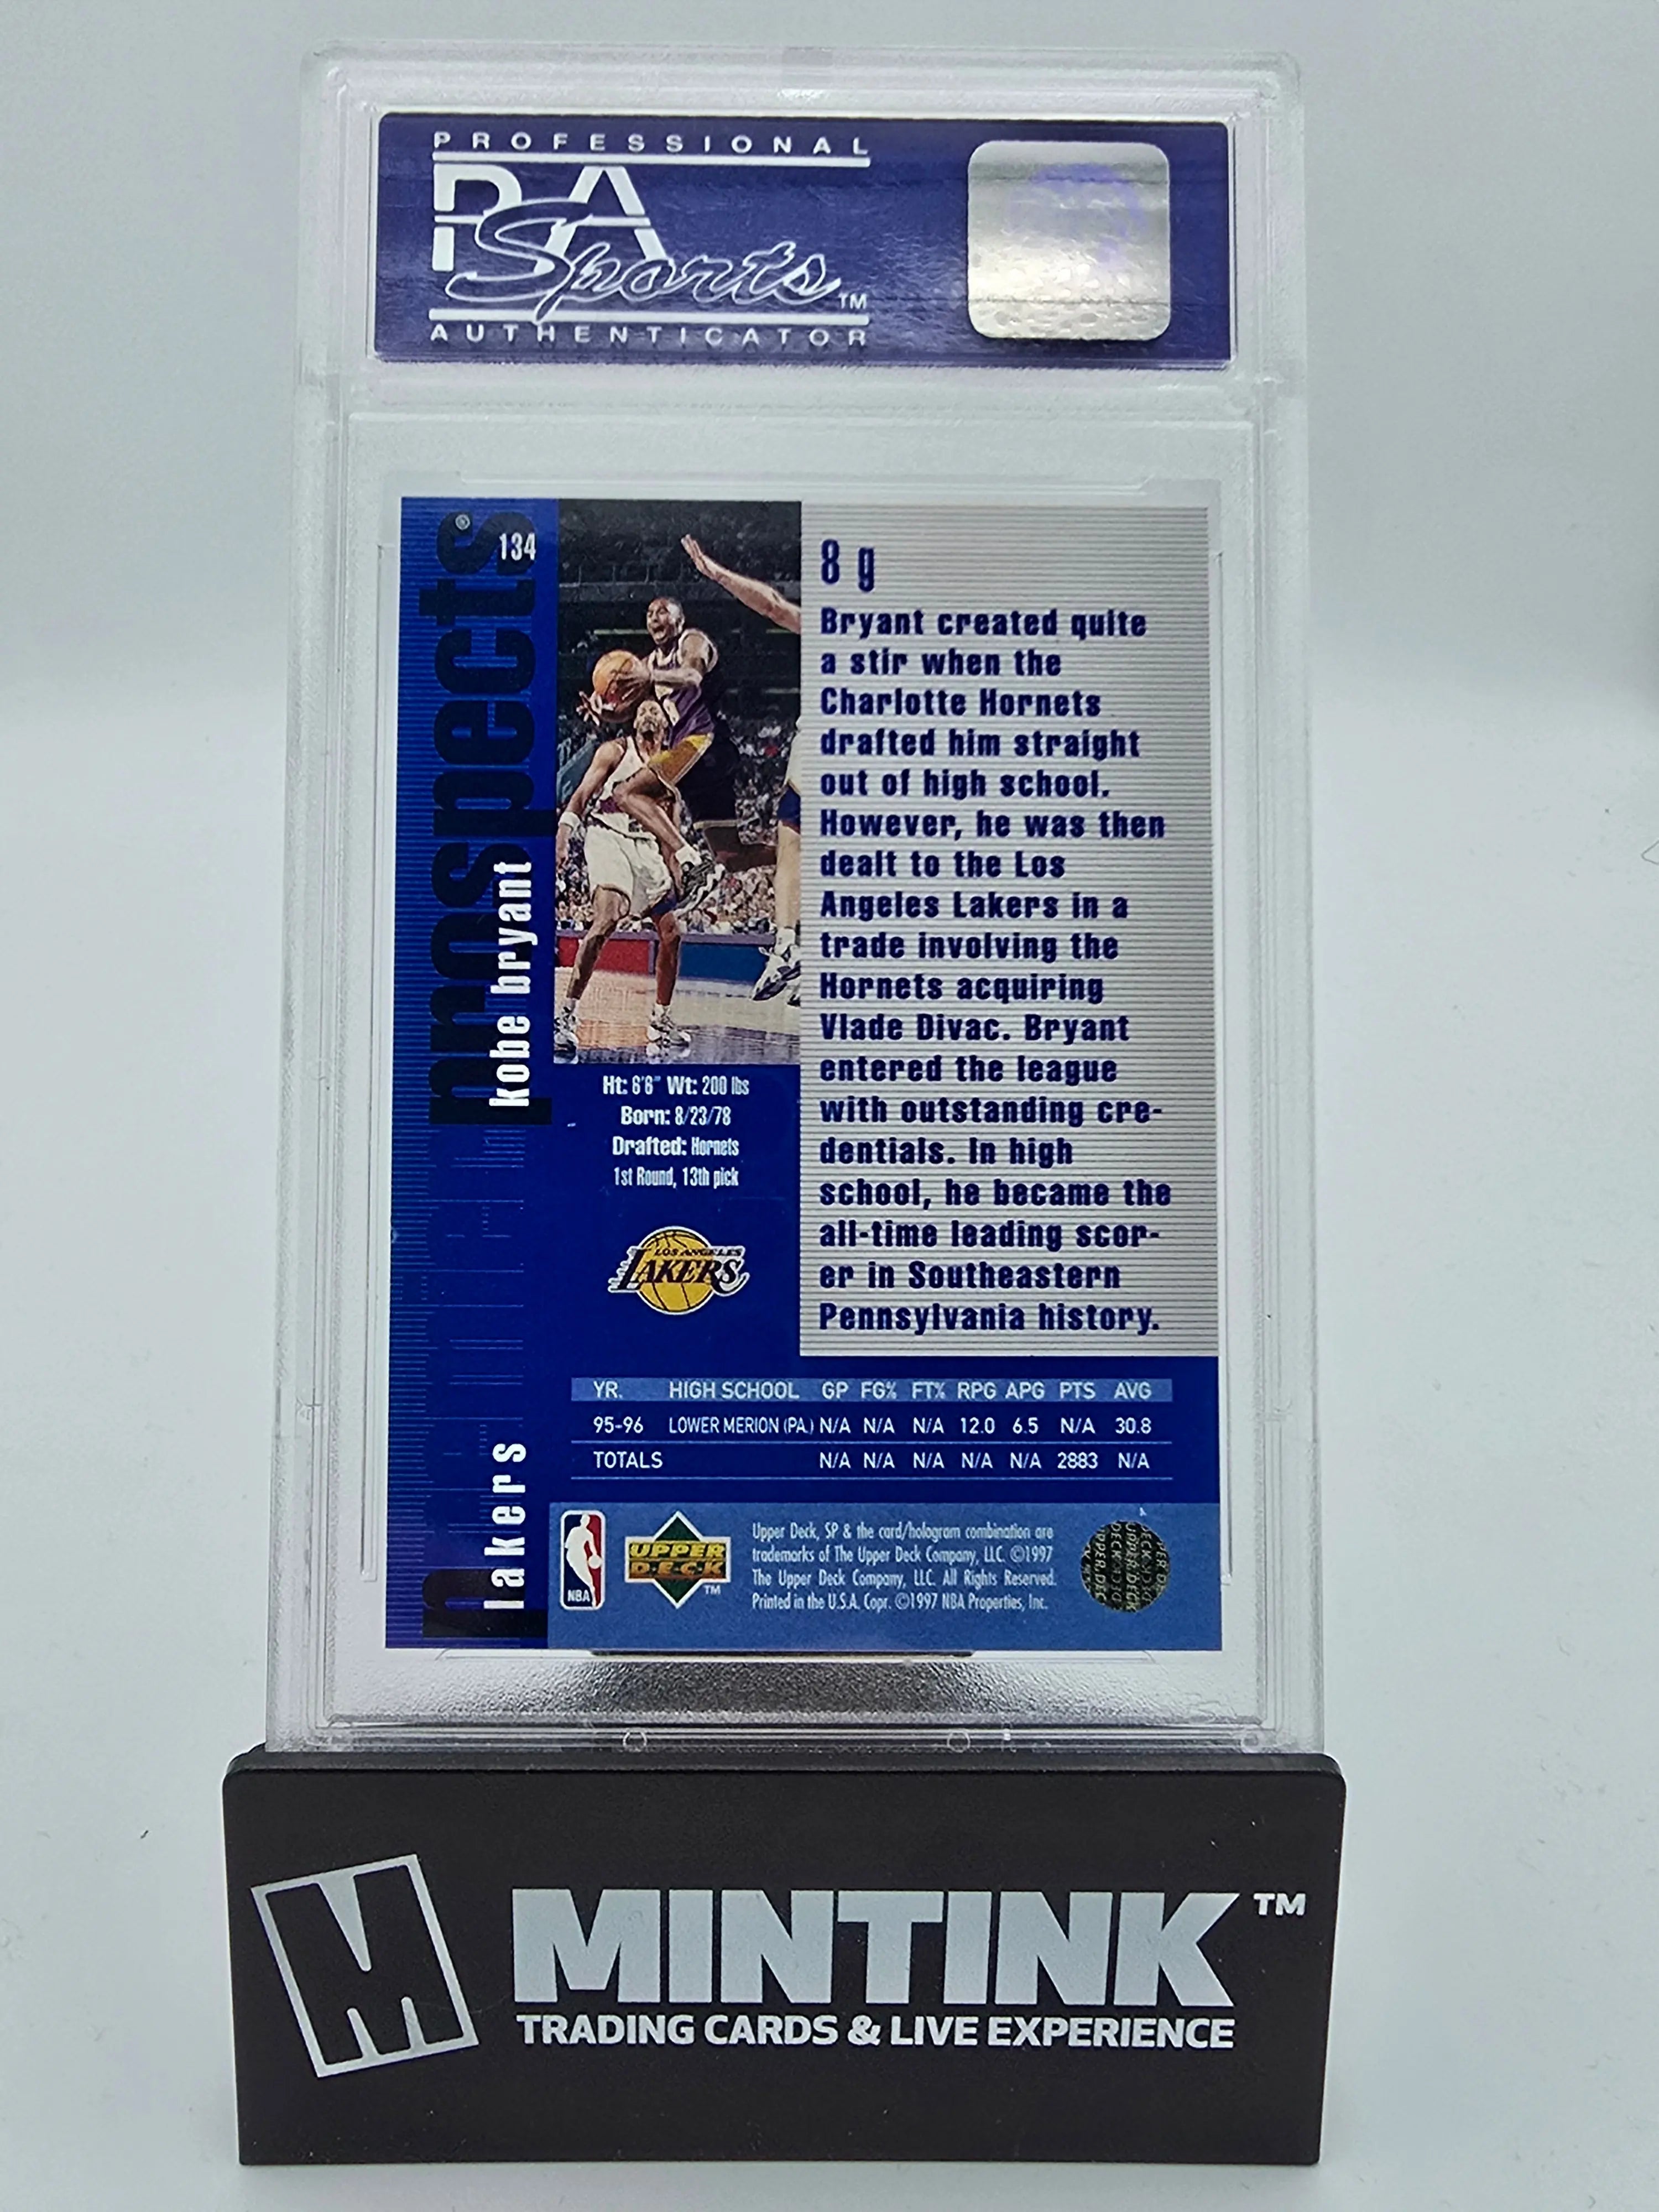 PROFESSIONAL
PSA
Sports™
AUTHENTICATOR
prospects®
134
kobe bryant
lakers
8 g
Bryant created quite
a stir when the
Charlotte Hornets
drafted him straight
out of high school.
However, he was then
dealt to the Los
Angeles Lakers in a
trade involving the
Hornets acquiring
Vlade Divac. Bryant
entered the league
with outstanding cre-
dentials. In high
school, he became the
all-time leading scor-
er in Southeastern
Pennsylvania history.
Ht: 6'6" Wt: 200 lbs
Born: 8/23/78
Drafted: Hornets
1st Round, 13th pick
LOS ANGELES
LAKERS
YR. HIGH SCHOOL GP FG% FT% RPG APG PTS AVG
95-96 LOWER MERION (PA.) N/A N/A N/A 12.0 6.5 N/A 30.8
TOTALS N/A N/A N/A N/A N/A 2883 N/A
NBA
UPPER
DECK™
Upper Deck, SP & the card/hologram combination are
trademarks of The Upper Deck Company, LLC. ©1997
The Upper Deck Company, LLC. All Rights Reserved.
Printed in the U.S.A. Copr. ©1997 NBA Properties, Inc.
UPPER DECK
M MINTINK™
TRADING CARDS & LIVE EXPERIENCE